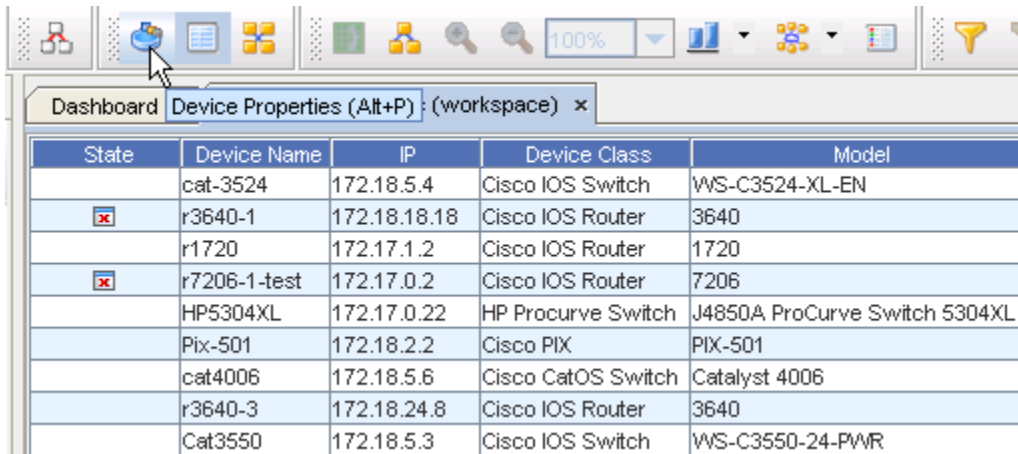 100%
Dashboard Device Properties (Alt+P) (workspace) ×
State Device Name IP Device Class Model
cat-3524 172.18.5.4 Cisco IOS Switch WS-C3524-XL-EN
r3640-1 172.18.18.18 Cisco IOS Router 3640
r1720 172.17.1.2 Cisco IOS Router 1720
r7206-1-test 172.17.0.2 Cisco IOS Router 7206
HP5304XL 172.17.0.22 HP Procurve Switch J4850A ProCurve Switch 5304XL
Pix-501 172.18.2.2 Cisco PIX PIX-501
cat4006 172.18.5.6 Cisco CatOS Switch Catalyst 4006
r3640-3 172.18.24.8 Cisco IOS Router 3640
Cat3550 172.18.5.3 Cisco IOS Switch WS-C3550-24-PWR